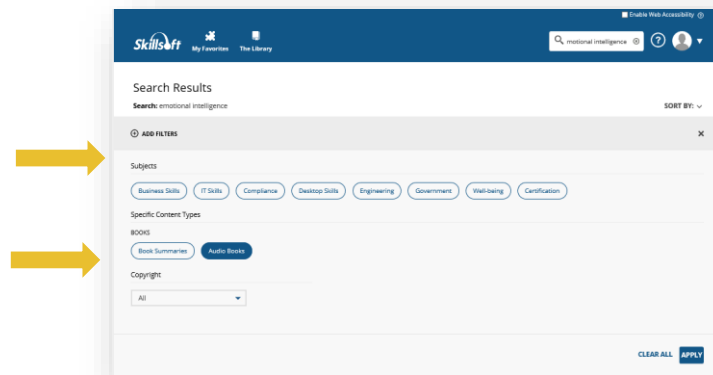 Enable Web Accessibility
Skillsoft
My Favorites
The Library
motional intelligence
Search Results
Search: emotional intelligence
SORT BY:
ADD FILTERS
Subjects
Business Skills
IT Skills
Compliance
Desktop Skills
Engineering
Government
Well-being
Certification
Specific Content Types
BOOKS
Book Summaries
Audio Books
Copyright
All
CLEAR ALL
APPLY